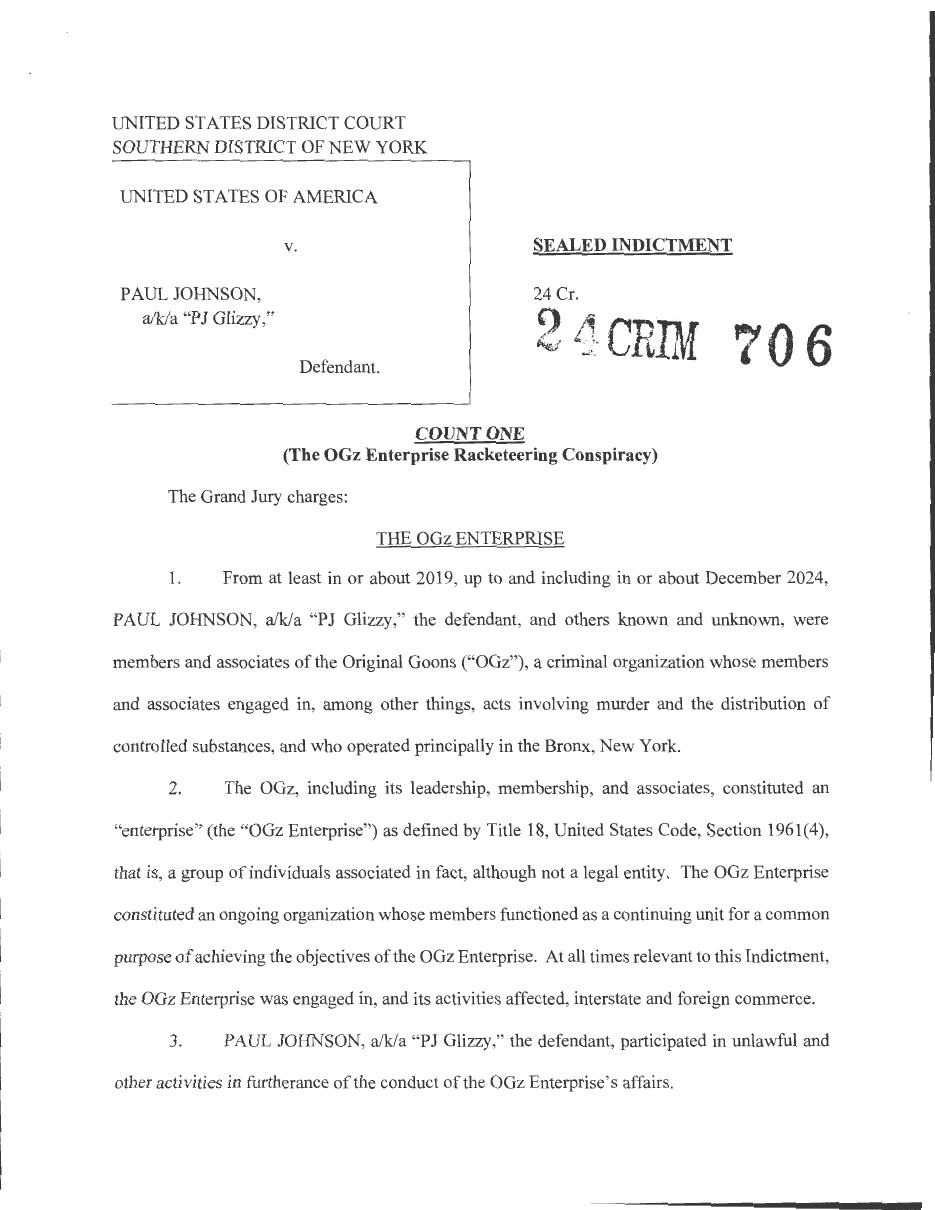 UNITED STATES DISTRICT COURT
SOUTHERN DISTRICT OF NEW YORK
UNITED STATES OF AMERICA
v.
PAUL JOHNSON,
a/k/a “PJ Glizzy,”
Defendant.
SEALED INDICTMENT
24 Cr.
24 CRIM 706
COUNT ONE
(The OGz Enterprise Racketeering Conspiracy)
The Grand Jury charges:
THE OGz ENTERPRISE
1. From at least in or about 2019, up to and including in or about December 2024,
PAUL JOHNSON, a/k/a “PJ Glizzy,” the defendant, and others known and unknown, were
members and associates of the Original Goons (“OGz”), a criminal organization whose members
and associates engaged in, among other things, acts involving murder and the distribution of
controlled substances, and who operated principally in the Bronx, New York.
2. The OGz, including its leadership, membership, and associates, constituted an
“enterprise” (the “OGz Enterprise”) as defined by Title 18, United States Code, Section 1961(4),
that is, a group of individuals associated in fact, although not a legal entity. The OGz Enterprise
constituted an ongoing organization whose members functioned as a continuing unit for a common
purpose of achieving the objectives of the OGz Enterprise. At all times relevant to this Indictment,
the OGz Enterprise was engaged in, and its activities affected, interstate and foreign commerce.
3. PAUL JOHNSON, a/k/a “PJ Glizzy,” the defendant, participated in unlawful and
other activities in furtherance of the conduct of the OGz Enterprise’s affairs.